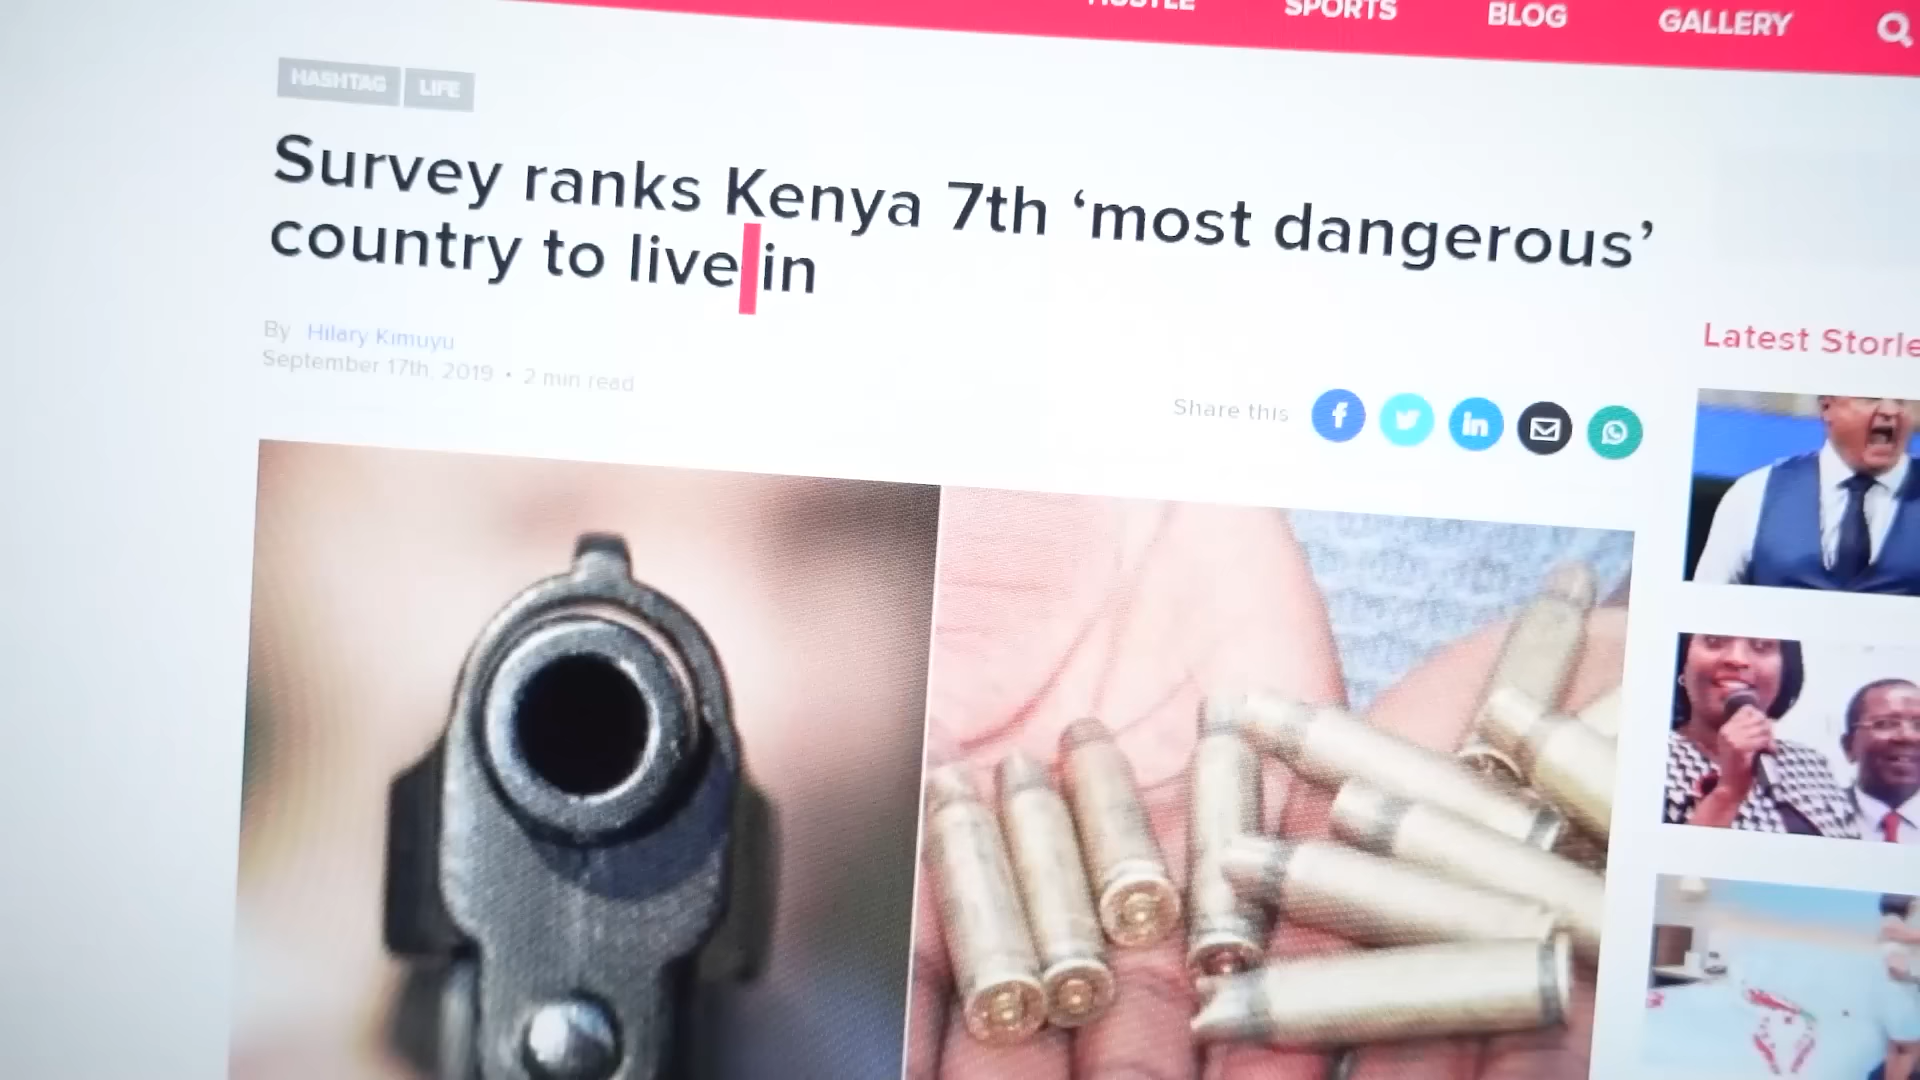 HUSTLE SPORTS BLOG GALLERY
HASHTAG LIFE
Survey ranks Kenya 7th ‘most dangerous’
country to live in
By Hilary Kimuyu
September 17th, 2019 • 2 min read
Share this
Latest Storie